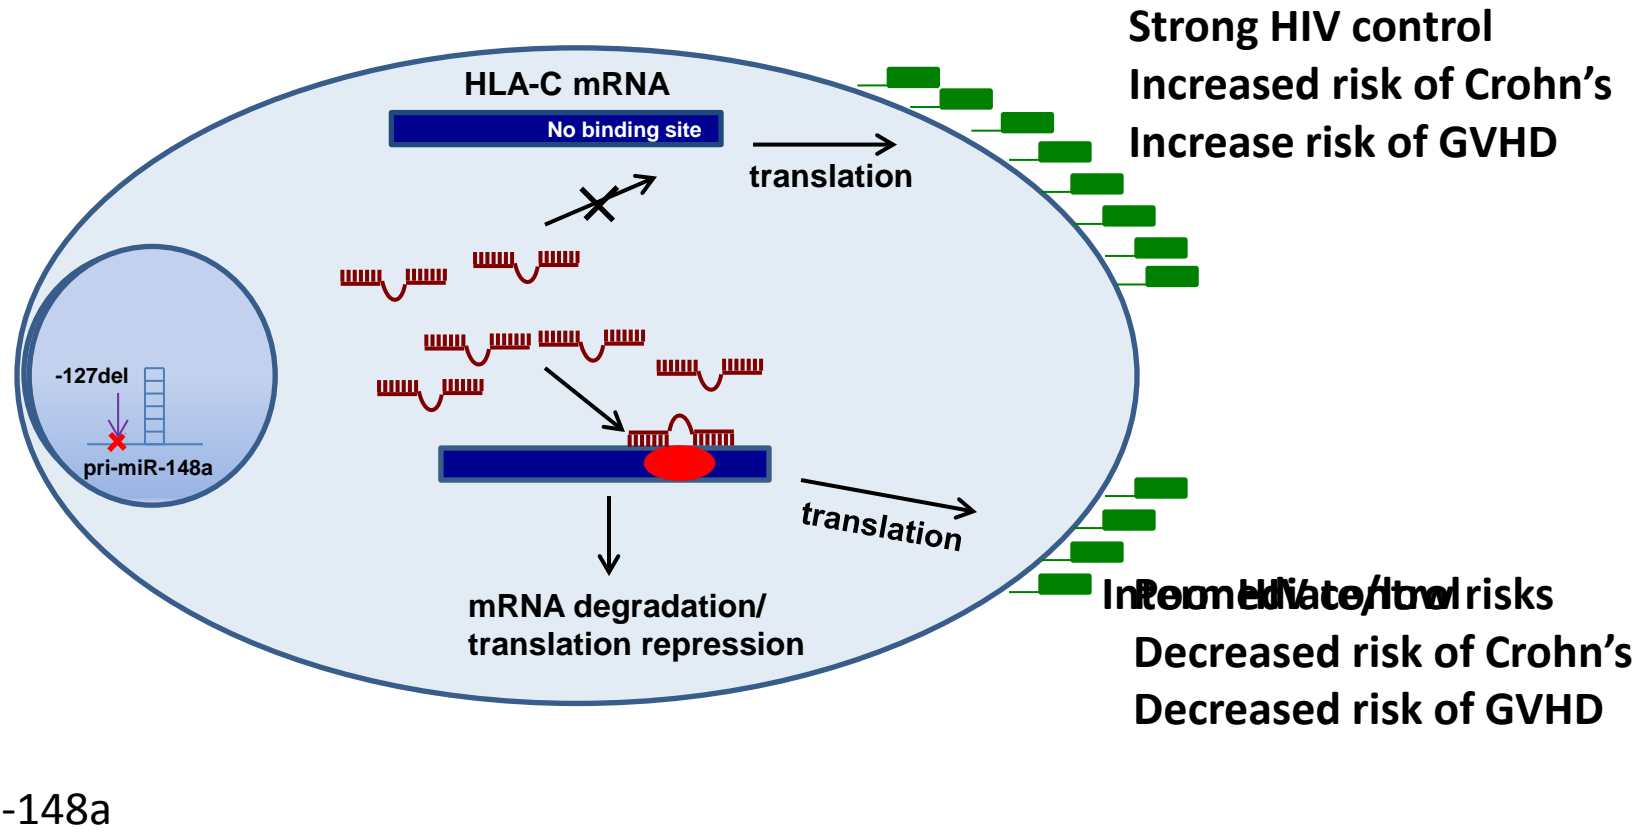 Strong HIV control
Increased risk of Crohn's
Increase risk of GVHD
HLA-C mRNA
No binding site
translation
-127del
pri-miR-148a
translation
mRNA degradation/
translation repression
risks
Decreased risk of Crohn's
Decreased risk of GVHD
-148a